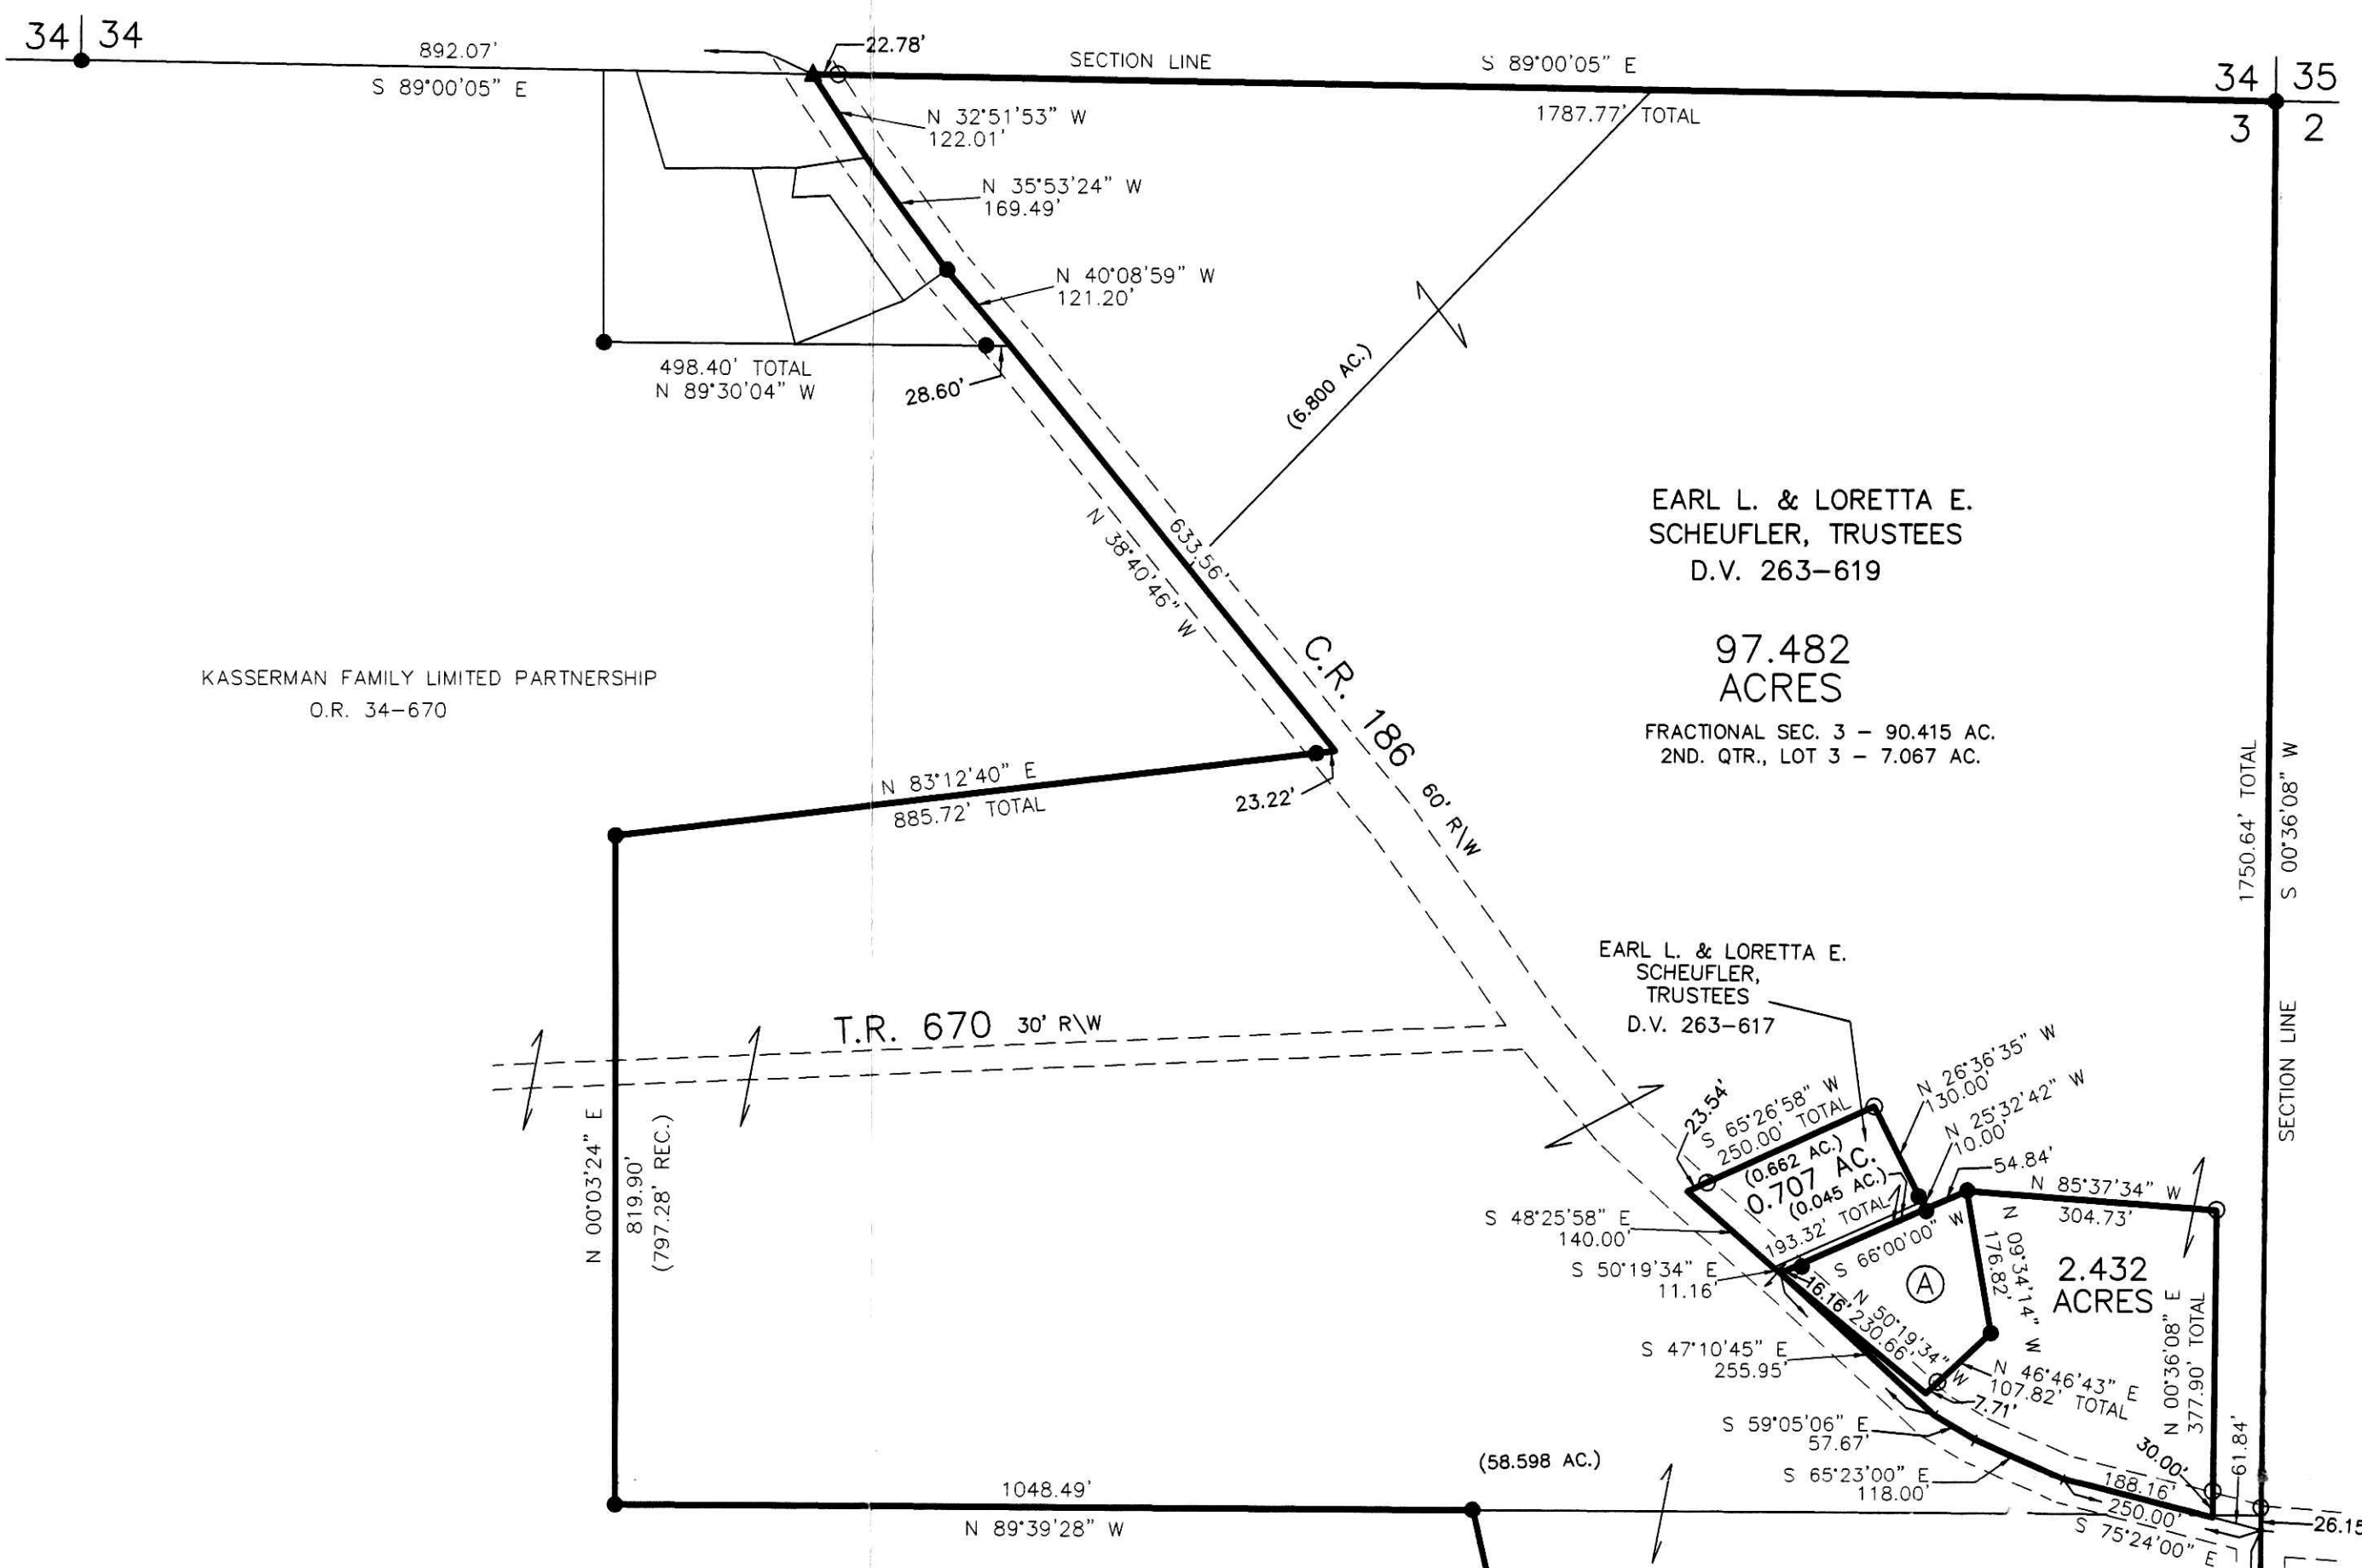 34 34
892.07'
S 89°00'05" E
22.78'
SECTION LINE
S 89°00'05" E
1787.77' TOTAL
34 35
3 2
N 32°51'53" W
122.01'
N 35°53'24" W
169.49'
N 40°08'59" W
121.20'
498.40' TOTAL
N 89°30'04" W
28.60'
(6.800 AC.)
633.56'
N 38°40'46" W
EARL L. & LORETTA E.
SCHEUFLER, TRUSTEES
D.V. 263-619
97.482
ACRES
FRACTIONAL SEC. 3 - 90.415 AC.
2ND. QTR., LOT 3 - 7.067 AC.
KASSERMAN FAMILY LIMITED PARTNERSHIP
O.R. 34-670
C.R. 186 60' R\W
N 83°12'40" E
885.72' TOTAL
23.22'
1750.64' TOTAL
S 00°36'08" W
SECTION LINE
EARL L. & LORETTA E.
SCHEUFLER,
TRUSTEES
D.V. 263-617
T.R. 670 30' R\W
N 00°03'24" E
819.90'
(797.28' REC.)
23.54'
S 65°26'58" W
250.00' TOTAL
(0.662 AC.)
0.707 AC.
(0.045 AC.)
193.32' TOTAL
S 66°00'00" W
N 26°36'35" W
130.00'
N 25°32'42" W
10.00'
54.84'
N 85°37'34" W
304.73'
S 48°25'58" E
140.00'
S 50°19'34" E
11.16'
16.16'
N 50°19'34" W
230.66'
A
N 09°34'14" W
176.82'
2.432
ACRES
N 00°36'08" E
377.90' TOTAL
S 47°10'45" E
255.95'
N 46°46'43" E
107.82' TOTAL
7.71'
S 59°05'06" E
57.67'
S 65°23'00" E
118.00'
30.00'
61.84'
188.16'
250.00'
S 75°24'00" E
26.15
(58.598 AC.)
1048.49'
N 89°39'28" W